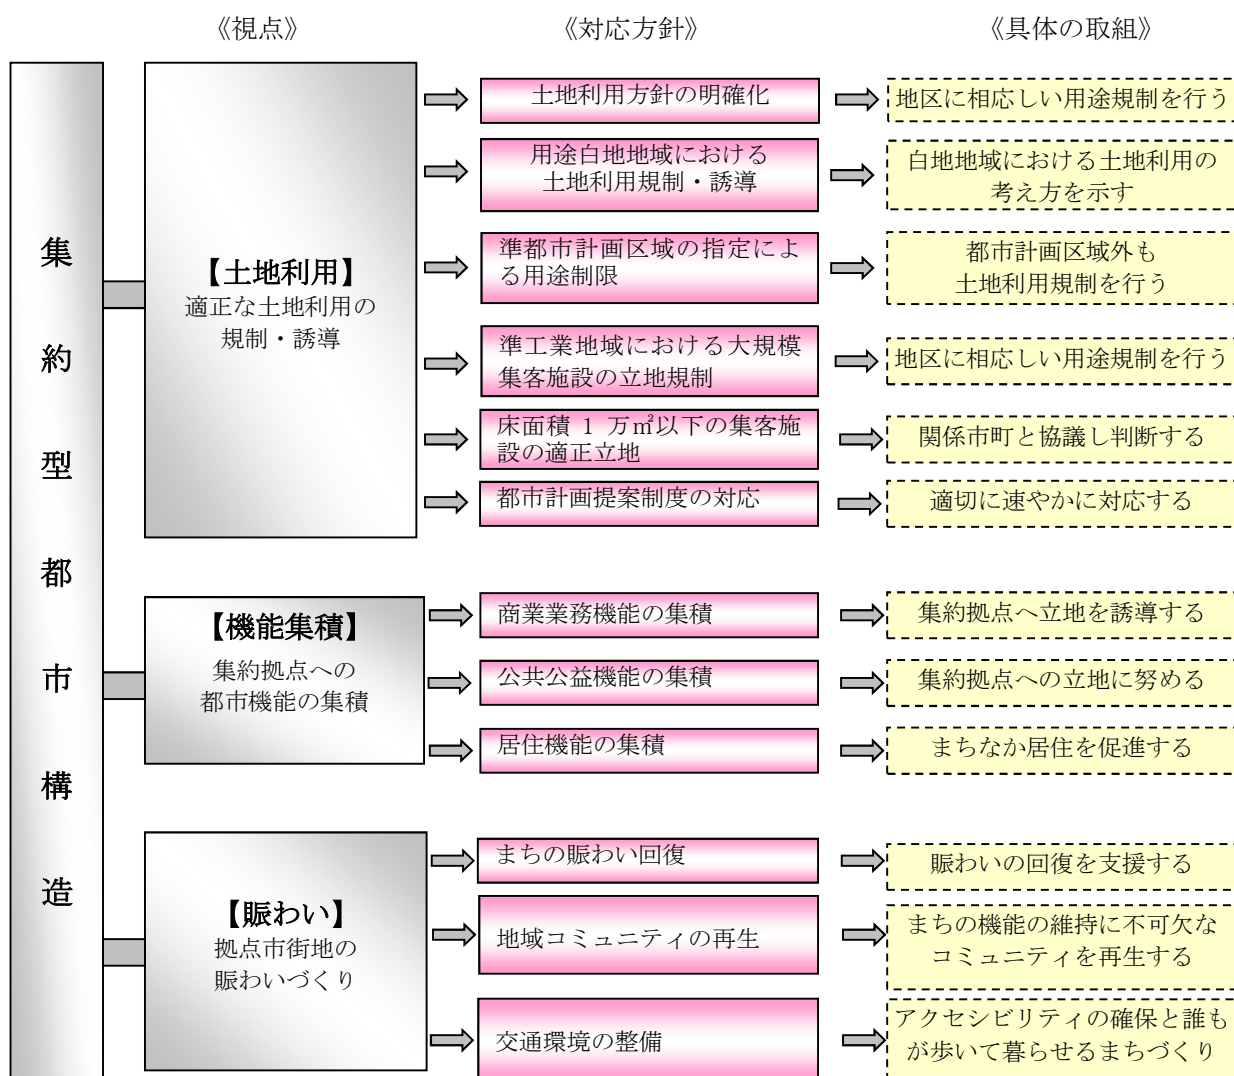 《視点》
《対応方針》
《具体の取組》
集約型都市構造
【土地利用】
適正な土地利用の
規制・誘導
土地利用方針の明確化
地区に相応しい用途規制を行う
用途白地地域における
土地利用規制・誘導
白地地域における土地利用の
考え方を示す
準都市計画区域の指定によ
る用途制限
都市計画区域外も
土地利用規制を行う
準工業地域における大規模
集客施設の立地規制
地区に相応しい用途規制を行う
床面積 1 万㎡以下の集客施
設の適正立地
関係市町と協議し判断する
都市計画提案制度の対応
適切に速やかに対応する
【機能集積】
集約拠点への
都市機能の集積
商業業務機能の集積
集約拠点へ立地を誘導する
公共公益機能の集積
集約拠点への立地に努める
居住機能の集積
まちなか居住を促進する
【賑わい】
拠点市街地の
賑わいづくり
まちの賑わい回復
賑わいの回復を支援する
地域コミュニティの再生
まちの機能の維持に不可欠な
コミュニティを再生する
交通環境の整備
アクセシビリティの確保と誰も
が歩いて暮らせるまちづくり